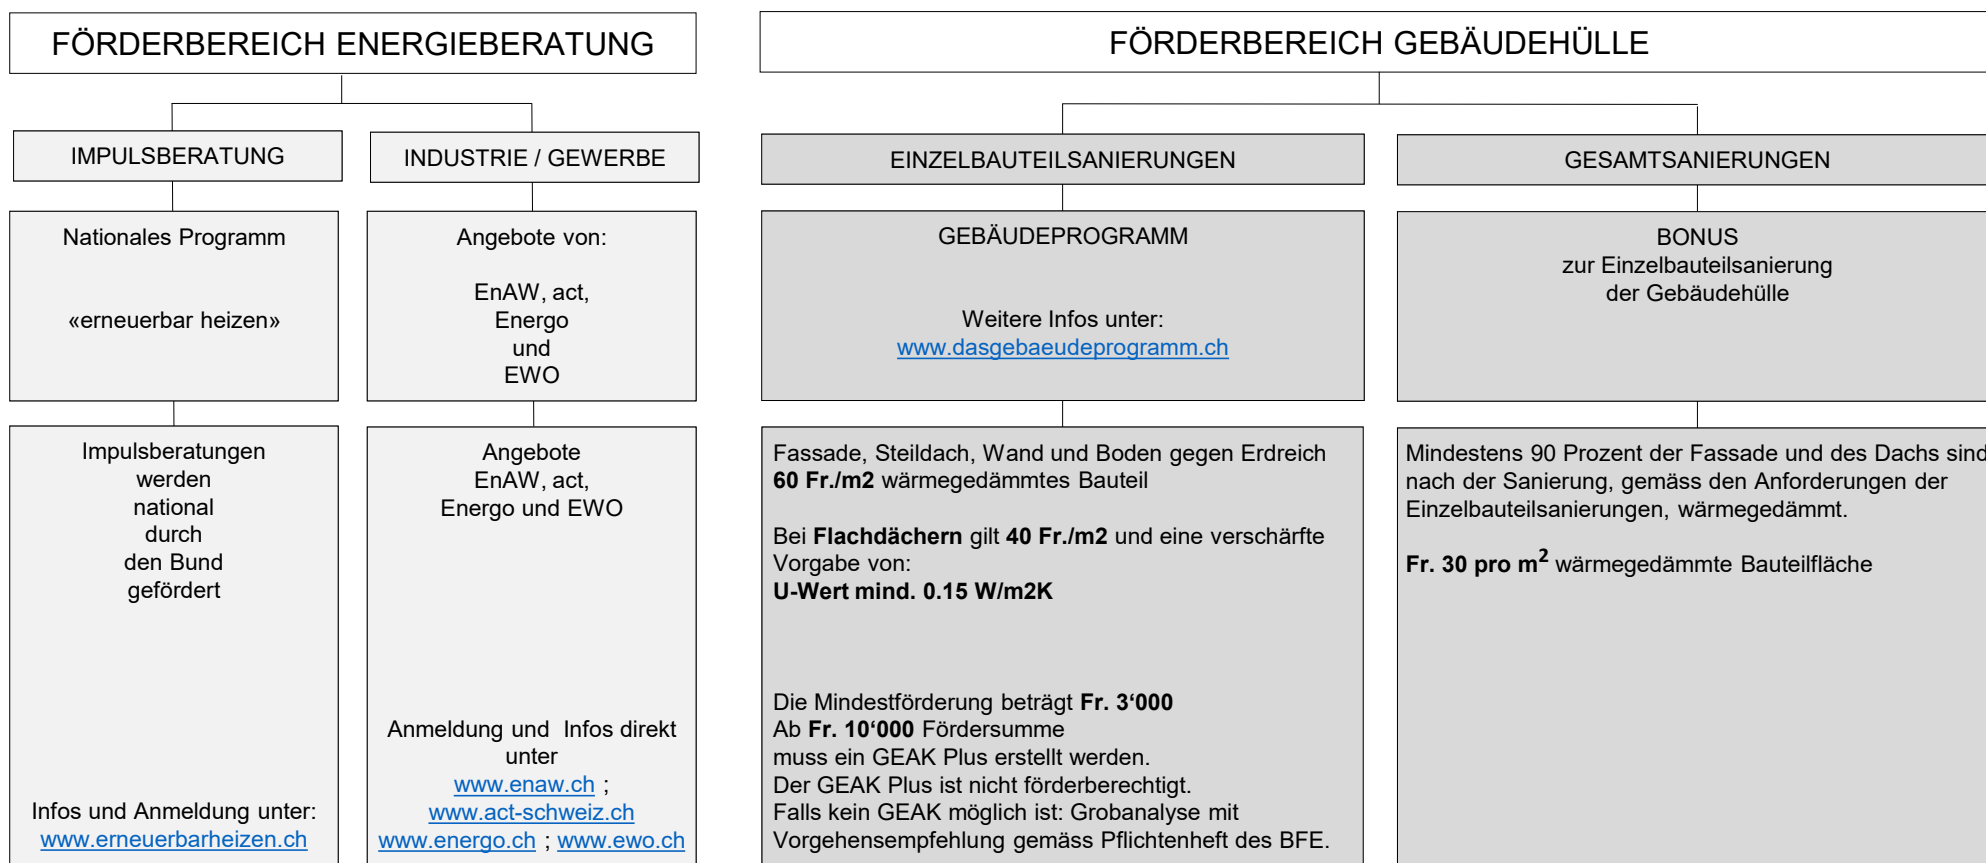 FÖRDERBEREICH ENERGIEBERATUNG
IMPULSBERATUNG
Nationales Programm
«erneuerbar heizen»
Impulsberatungen
werden
national
durch
den Bund
gefördert
Infos und Anmeldung unter:
www.erneuerbarheizen.ch
INDUSTRIE / GEWERBE
Angebote von:
EnAW, act,
Energo
und
EWO
Angebote
EnAW, act,
Energo und EWO
Anmeldung und  Infos direkt
unter
www.enaw.ch ;
www.act-schweiz.ch
www.energo.ch ; www.ewo.ch
FÖRDERBEREICH GEBÄUDEHÜLLE
EINZELBAUTEILSANIERUNGEN
GEBÄUDEPROGRAMM
Weitere Infos unter:
www.dasgebaeudeprogramm.ch
Fassade, Steildach, Wand und Boden gegen Erdreich
60 Fr./m2 wärmegedämmtes Bauteil
Bei Flachdächern gilt 40 Fr./m2 und eine verschärfte
Vorgabe von:
U-Wert mind. 0.15 W/m2K
Die Mindestförderung beträgt Fr. 3‘000
Ab Fr. 10‘000 Fördersumme
muss ein GEAK Plus erstellt werden.
Der GEAK Plus ist nicht förderberechtigt.
Falls kein GEAK möglich ist: Grobanalyse mit
Vorgehensempfehlung gemäss Pflichtenheft des BFE.
GESAMTSANIERUNGEN
BONUS
zur Einzelbauteilsanierung
der Gebäudehülle
Mindestens 90 Prozent der Fassade und des Dachs sind
nach der Sanierung, gemäss den Anforderungen der
Einzelbauteilsanierungen, wärmegedämmt.
Fr. 30 pro m² wärmegedämmte Bauteilfläche